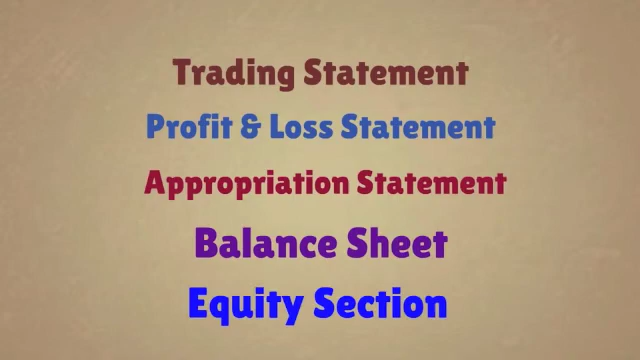 Trading Statement
Profit & Loss Statement
Appropriation Statement
Balance Sheet
Equity Section